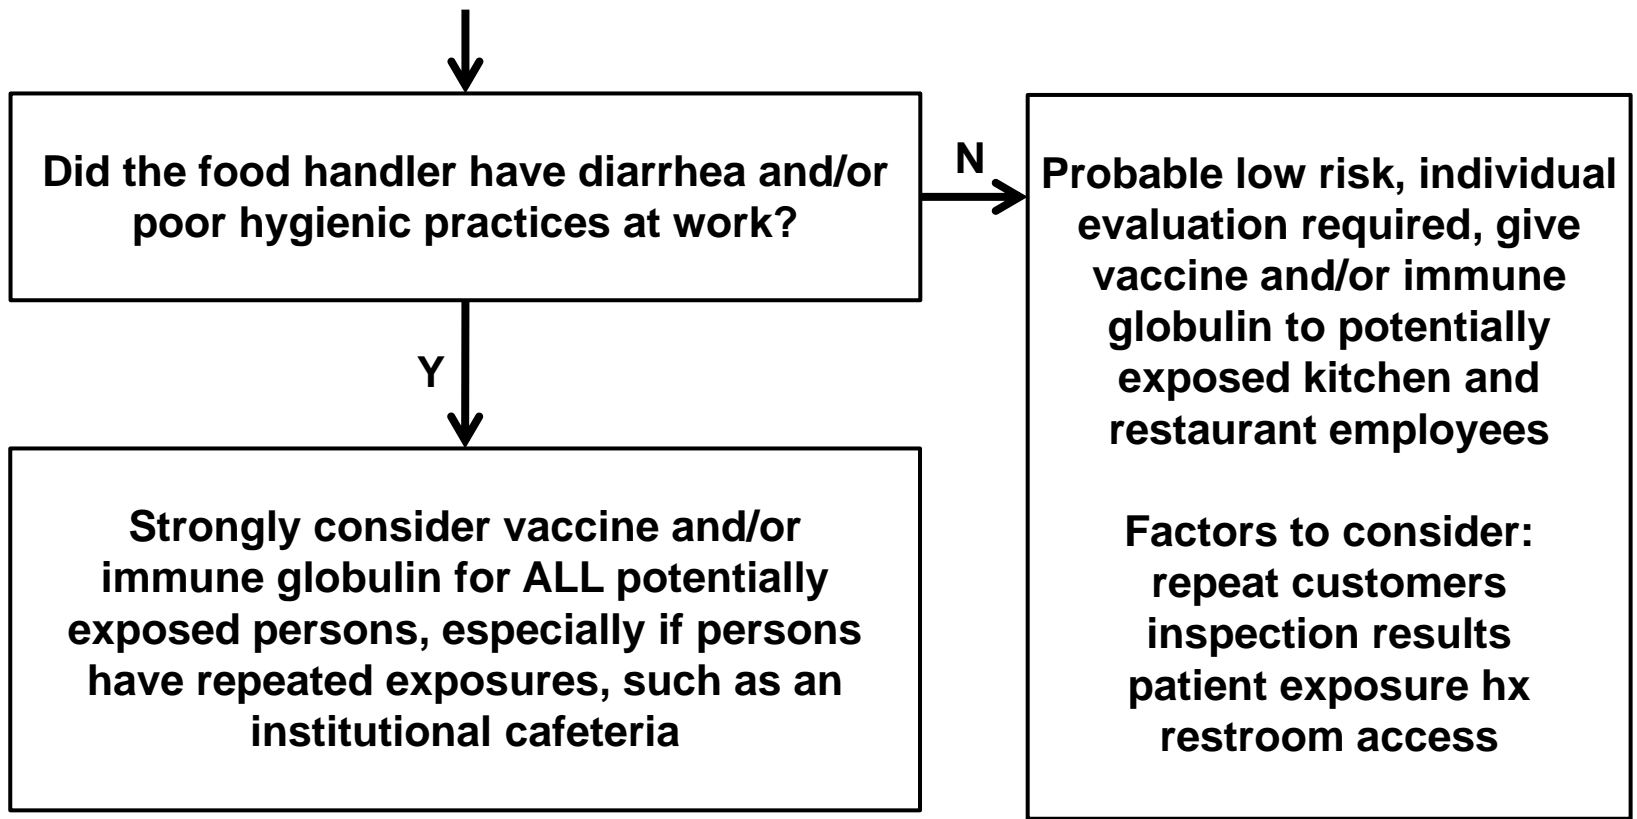 Did the food handler have diarrhea and/or
poor hygienic practices at work?
N
Probable low risk, individual
evaluation required, give
vaccine and/or immune
globulin to potentially
exposed kitchen and
restaurant employees
Factors to consider:
repeat customers
inspection results
patient exposure hx
restroom access
Y
Strongly consider vaccine and/or
immune globulin for ALL potentially
exposed persons, especially if persons
have repeated exposures, such as an
institutional cafeteria